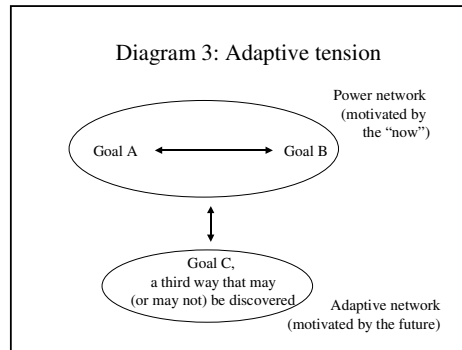 Diagram 3: Adaptive tension
Power network
(motivated by
the “now”)
Goal A
Goal B
Goal C,
a third way that may
(or may not) be discovered
Adaptive network
(motivated by the future)